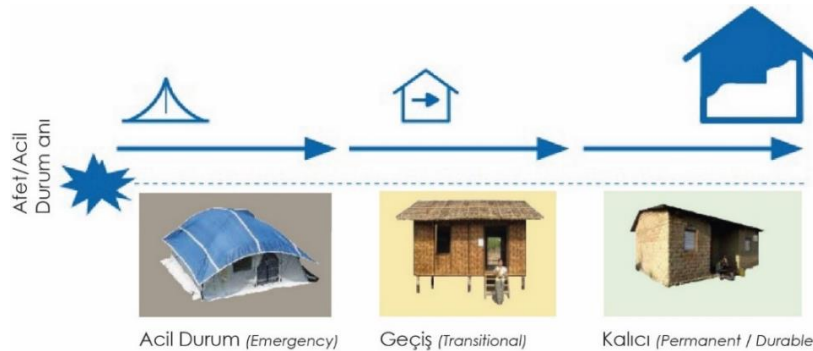 Afet/Acil
Durum anı
Acil Durum (Emergency)
Geçiş (Transitional)
Kalıcı (Permanent / Durable